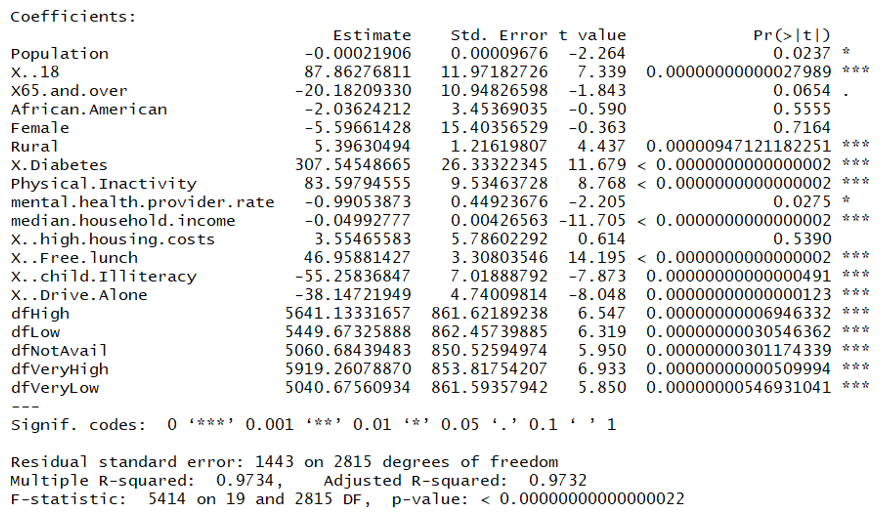 Coefficients:
                            Estimate    Std. Error t value             Pr(>|t|)
Population               -0.00021906    0.00009676  -2.264               0.0237 *
X..18                    87.86276811   11.97182726   7.339     0.00000000000027989 ***
X65.and.over            -20.18209330   10.94826598  -1.843               0.0654 .
African.American         -2.03624212    3.45369035  -0.590               0.5555
Female                   -5.59661428   15.40356529  -0.363               0.7164
Rural                     5.39630494    1.21619807   4.437     0.00000947121182251 ***
X.Diabetes              307.54548665   26.33322345  11.679 < 0.0000000000000002 ***
Physical.Inactivity      83.59794555    9.53463728   8.768 < 0.0000000000000002 ***
mental.health.provider.rate  -0.99053873    0.44923676  -2.205               0.0275 *
median.household.income  -0.04992777    0.00426563 -11.705 < 0.0000000000000002 ***
X..high.housing.costs     3.55465583    5.78602292   0.614               0.5390
X..Free.lunch            46.95881427    3.30803546  14.195 < 0.0000000000000002 ***
X..child.Illiteracy     -55.25836847    7.01888792  -7.873     0.00000000000000491 ***
X..Drive.Alone          -38.14721949    4.74009814  -8.048     0.00000000000000123 ***
dfHigh                 5641.13331657  861.62189238   6.547     0.00000000006946332 ***
dfLow                  5449.67325888  862.45739885   6.319     0.00000000030546362 ***
dfNotAvail             5060.68439483  850.52594974   5.950     0.00000000301174339 ***
dfVeryHigh             5919.26078870  853.81754207   6.933     0.00000000000509994 ***
dfVeryLow              5040.67560934  861.59357942   5.850     0.00000000546931041 ***
---
Signif. codes:  0 ‘***’ 0.001 ‘**’ 0.01 ‘*’ 0.05 ‘.’ 0.1 ‘ ’ 1
Residual standard error: 1443 on 2815 degrees of freedom
Multiple R-squared:  0.9734,    Adjusted R-squared:  0.9732
F-statistic:  5414 on 19 and 2815 DF,  p-value: < 0.00000000000000022